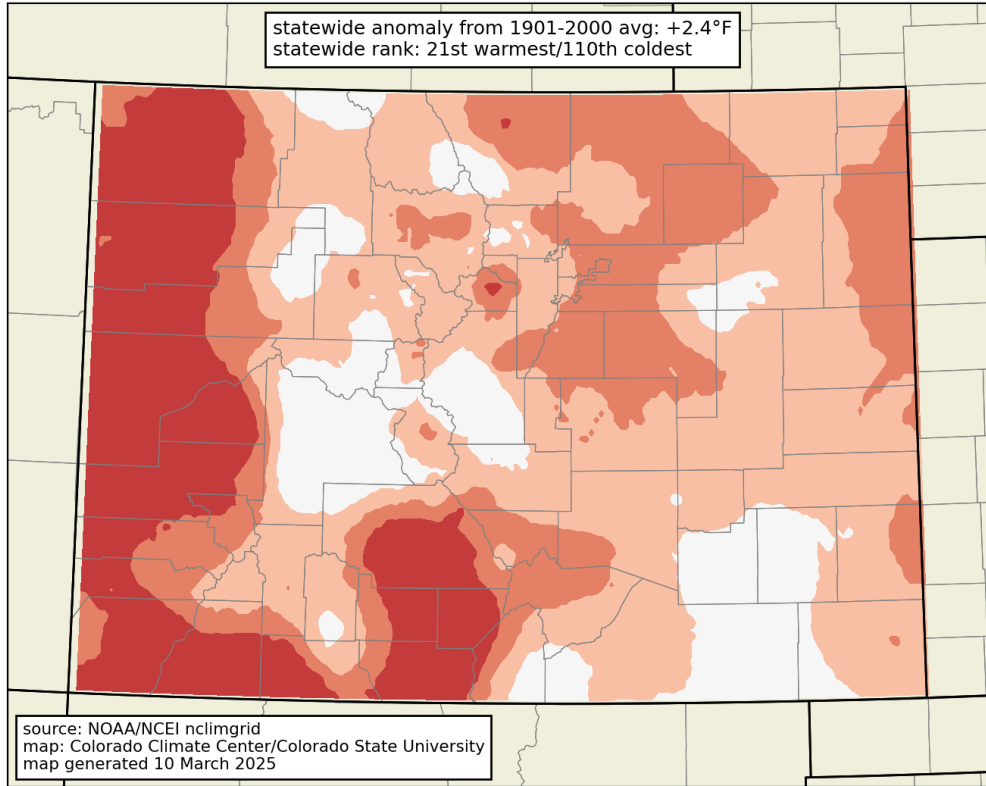 statewide anomaly from 1901-2000 avg: +2.4°F
statewide rank: 21st warmest/110th coldest
source: NOAA/NCEI nclimgrid
map: Colorado Climate Center/Colorado State University
map generated 10 March 2025